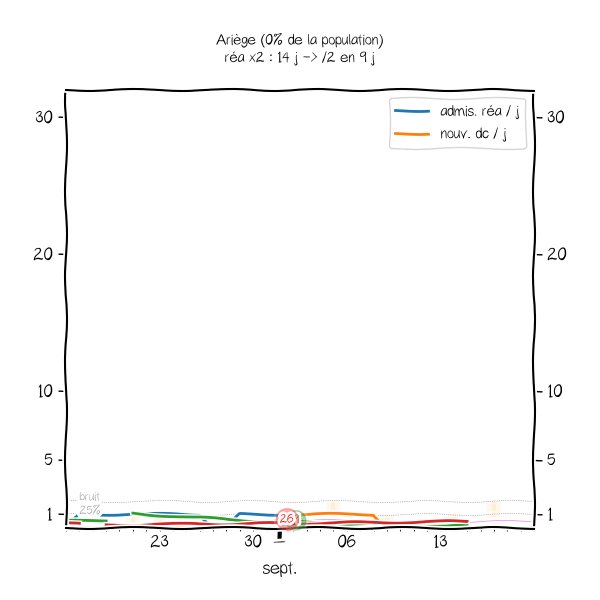 Ariège (0% de la population)
réa x2 : 14 j -> /2 en 9 j
admis. réa / j
nouv. dc / j
30
30
20
20
10
10
5
5
... bruit
25%
1
1
26
23
30
06
13
sept.